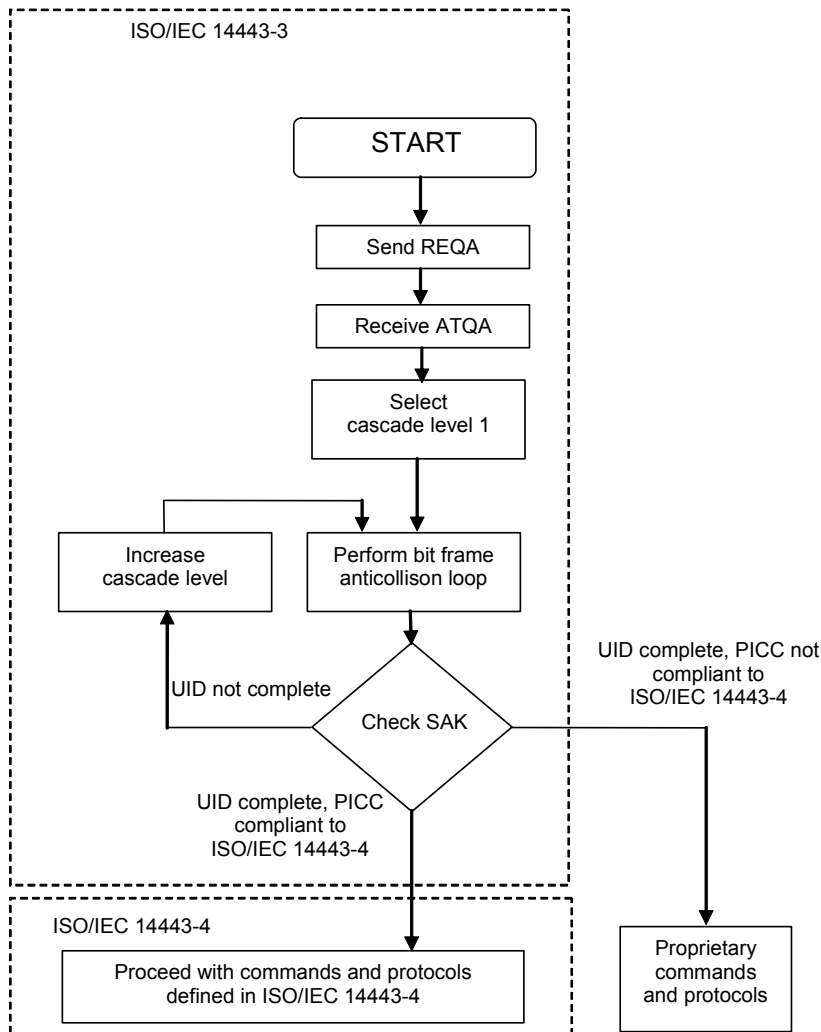 ISO/IEC 14443-3
START
Send REQA
Receive ATQA
Select
cascade level 1
Increase
cascade level
Perform bit frame
anticollison loop
UID not complete
Check SAK
UID complete, PICC not
compliant to
ISO/IEC 14443-4
UID complete, PICC
compliant to
ISO/IEC 14443-4
ISO/IEC 14443-4
Proceed with commands and protocols
defined in ISO/IEC 14443-4
Proprietary
commands
and protocols